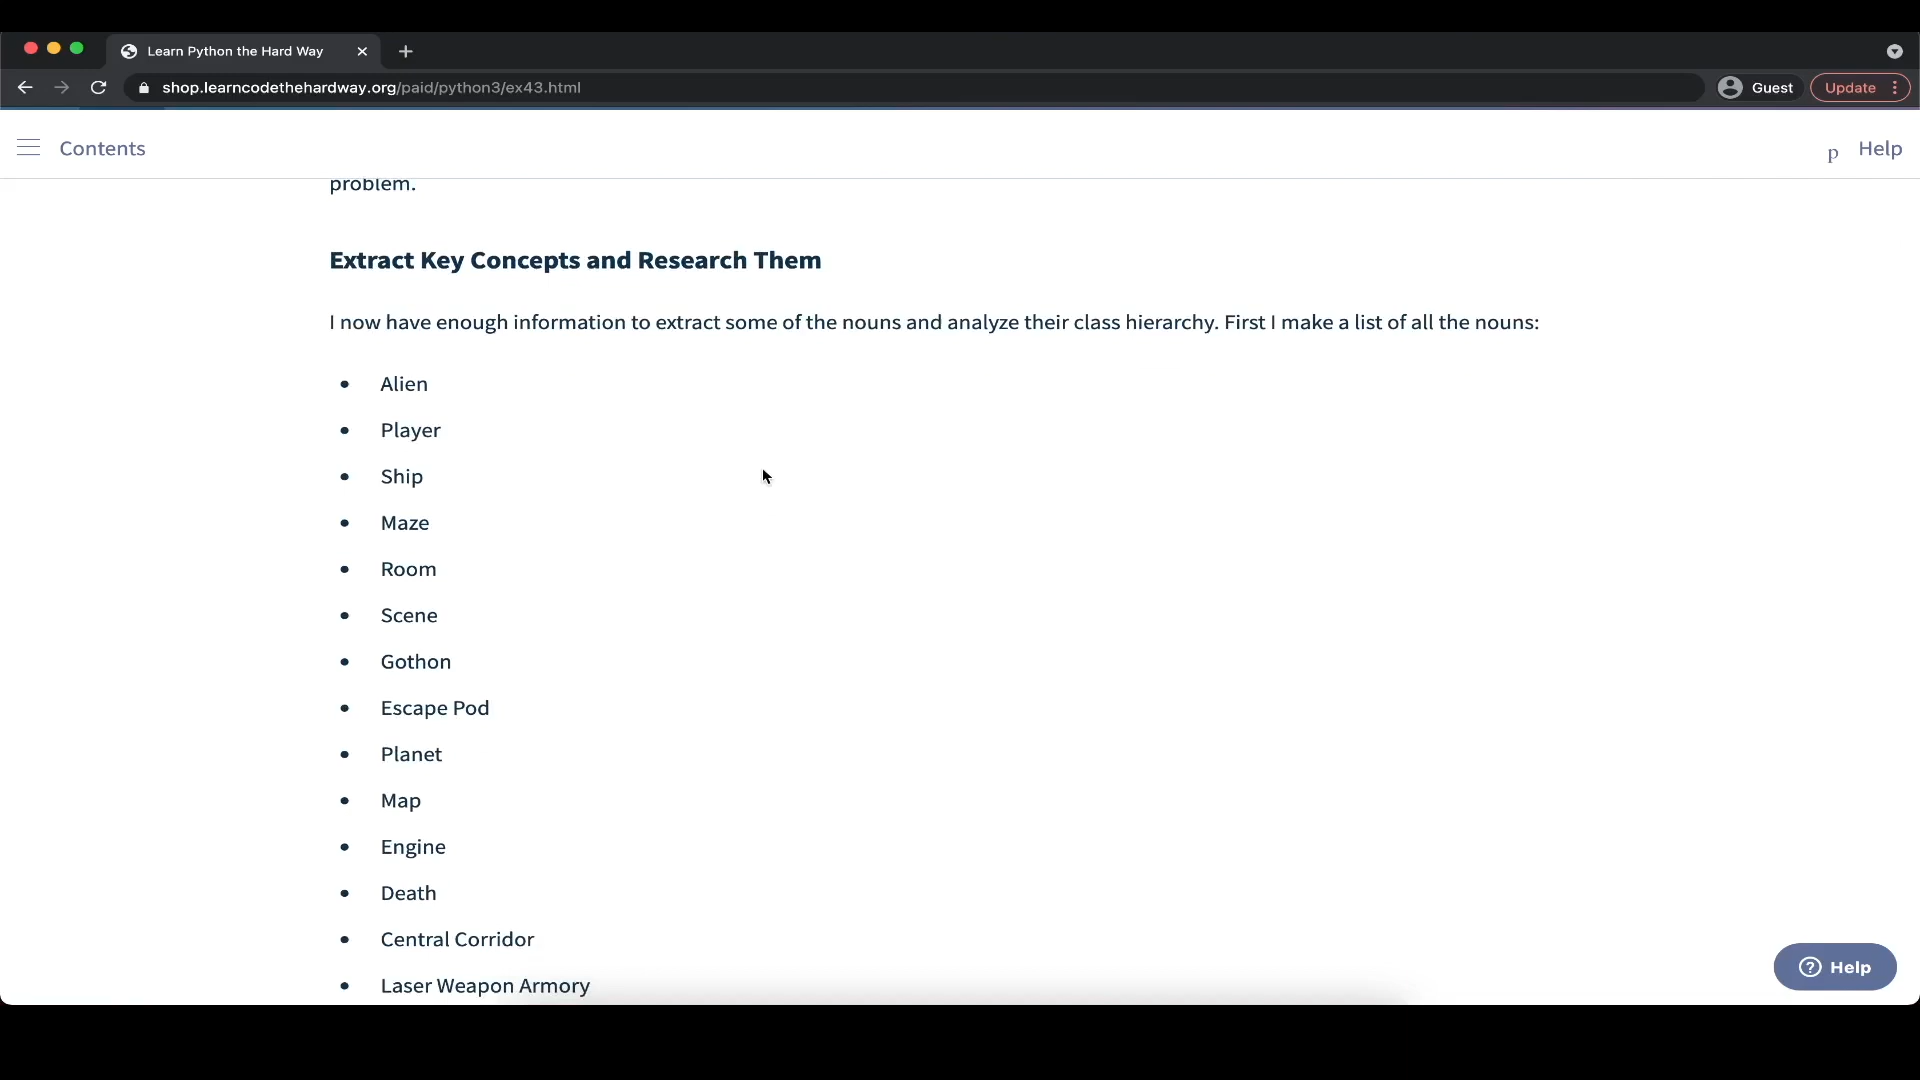 Learn Python the Hard Way
shop.learncodethehardway.org/paid/python3/ex43.html
Guest
Update
Contents
p Help
problem.
Extract Key Concepts and Research Them
I now have enough information to extract some of the nouns and analyze their class hierarchy. First I make a list of all the nouns:
• Alien
• Player
• Ship
• Maze
• Room
• Scene
• Gothon
• Escape Pod
• Planet
• Map
• Engine
• Death
• Central Corridor
• Laser Weapon Armory
? Help